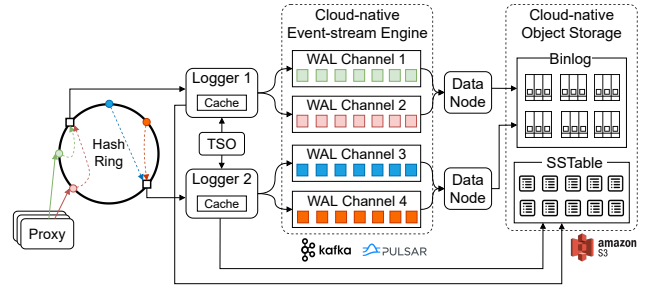 Cloud-native
Event-stream Engine
Cloud-native
Object Storage
Logger 1
Cache
WAL Channel 1
WAL Channel 2
Data
Node
Binlog
Hash
Ring
TSO
Logger 2
Cache
WAL Channel 3
WAL Channel 4
Data
Node
SSTable
Proxy
kafka
PULSAR
amazon
S3